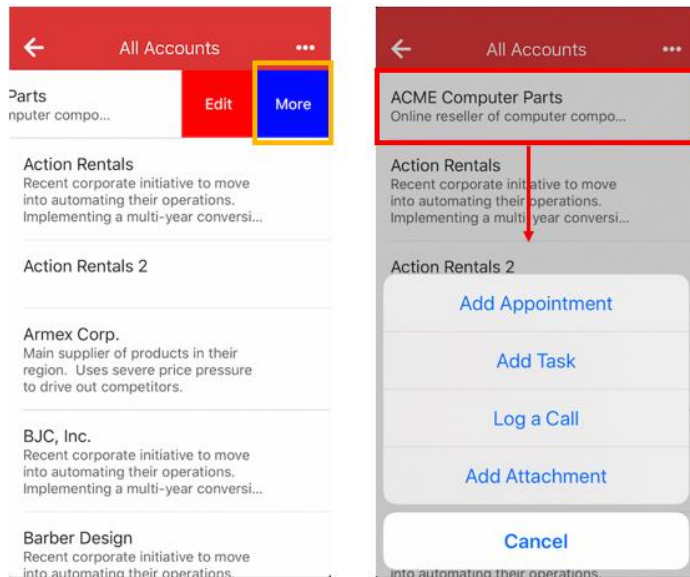 All Accounts
Parts
mputer compo...
Edit
More
Action Rentals
Recent corporate initiative to move
into automating their operations.
Implementing a multi-year conversi...
Action Rentals 2
Armex Corp.
Main supplier of products in their
region. Uses severe price pressure
to drive out competitors.
BJC, Inc.
Recent corporate initiative to move
into automating their operations.
Implementing a multi-year conversi...
Barber Design
Recent corporate initiative to move
into automating their operations.
All Accounts
ACME Computer Parts
Online reseller of computer compo...
Action Rentals
Recent corporate initiative to move
into automating their operations.
Implementing a multi-year conversi...
Action Rentals 2
Add Appointment
Add Task
Log a Call
Add Attachment
Cancel
into automating their operations.